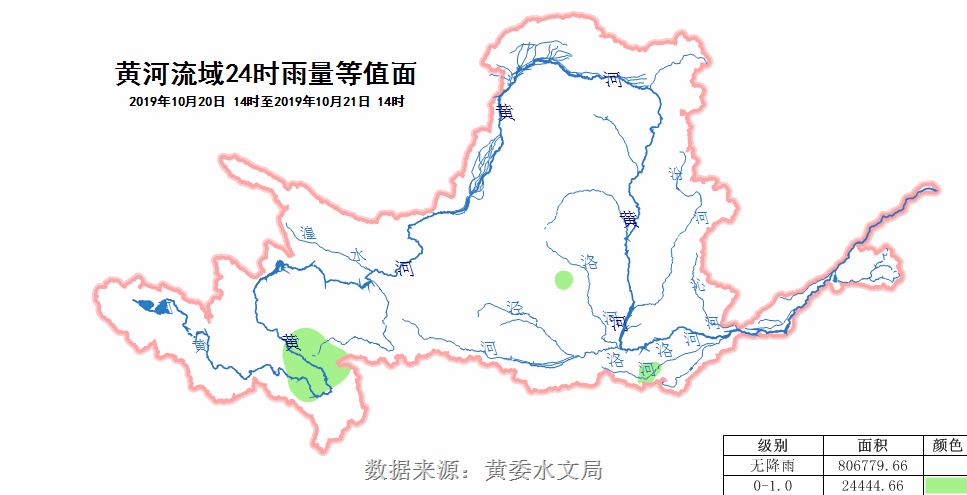 黄河流域24时雨量等值面
2019年10月20日 14时至2019年10月21日 14时
河
黄
汾
黄
河
湟
水
河
洛
沁
泾
河
河
河
黄
黄
河
洛
河
洛
河
级别 面积 颜色
无降雨 806779.66
0-1.0 24444.66
数据来源：黄委水文局